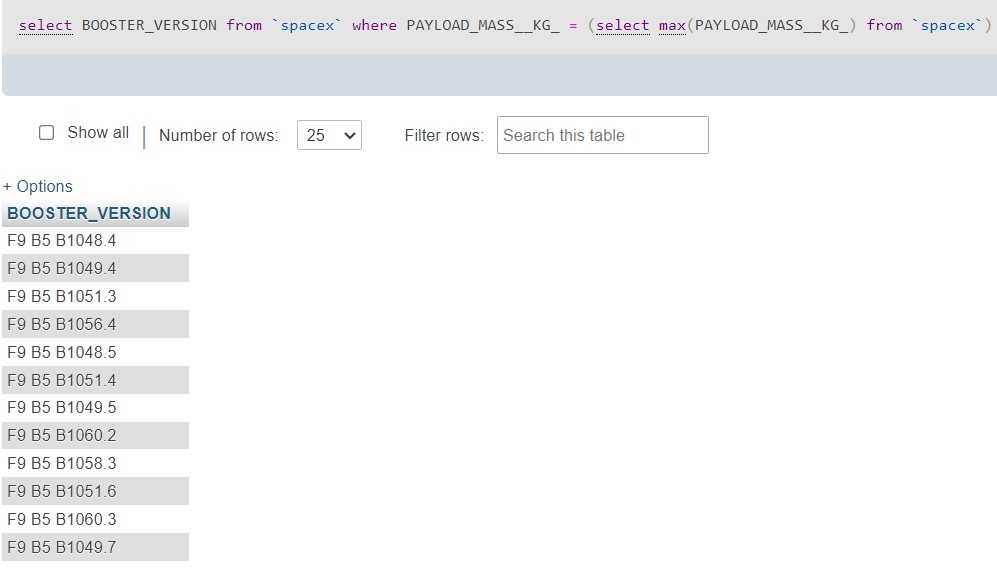 select BOOSTER_VERSION from `spacex` where PAYLOAD_MASS__KG_ = (select max(PAYLOAD_MASS__KG_) from `spacex`)
Show all | Number of rows: 25 Filter rows: Search this table
+ Options
BOOSTER_VERSION
F9 B5 B1048.4
F9 B5 B1049.4
F9 B5 B1051.3
F9 B5 B1056.4
F9 B5 B1048.5
F9 B5 B1051.4
F9 B5 B1049.5
F9 B5 B1060.2
F9 B5 B1058.3
F9 B5 B1051.6
F9 B5 B1060.3
F9 B5 B1049.7